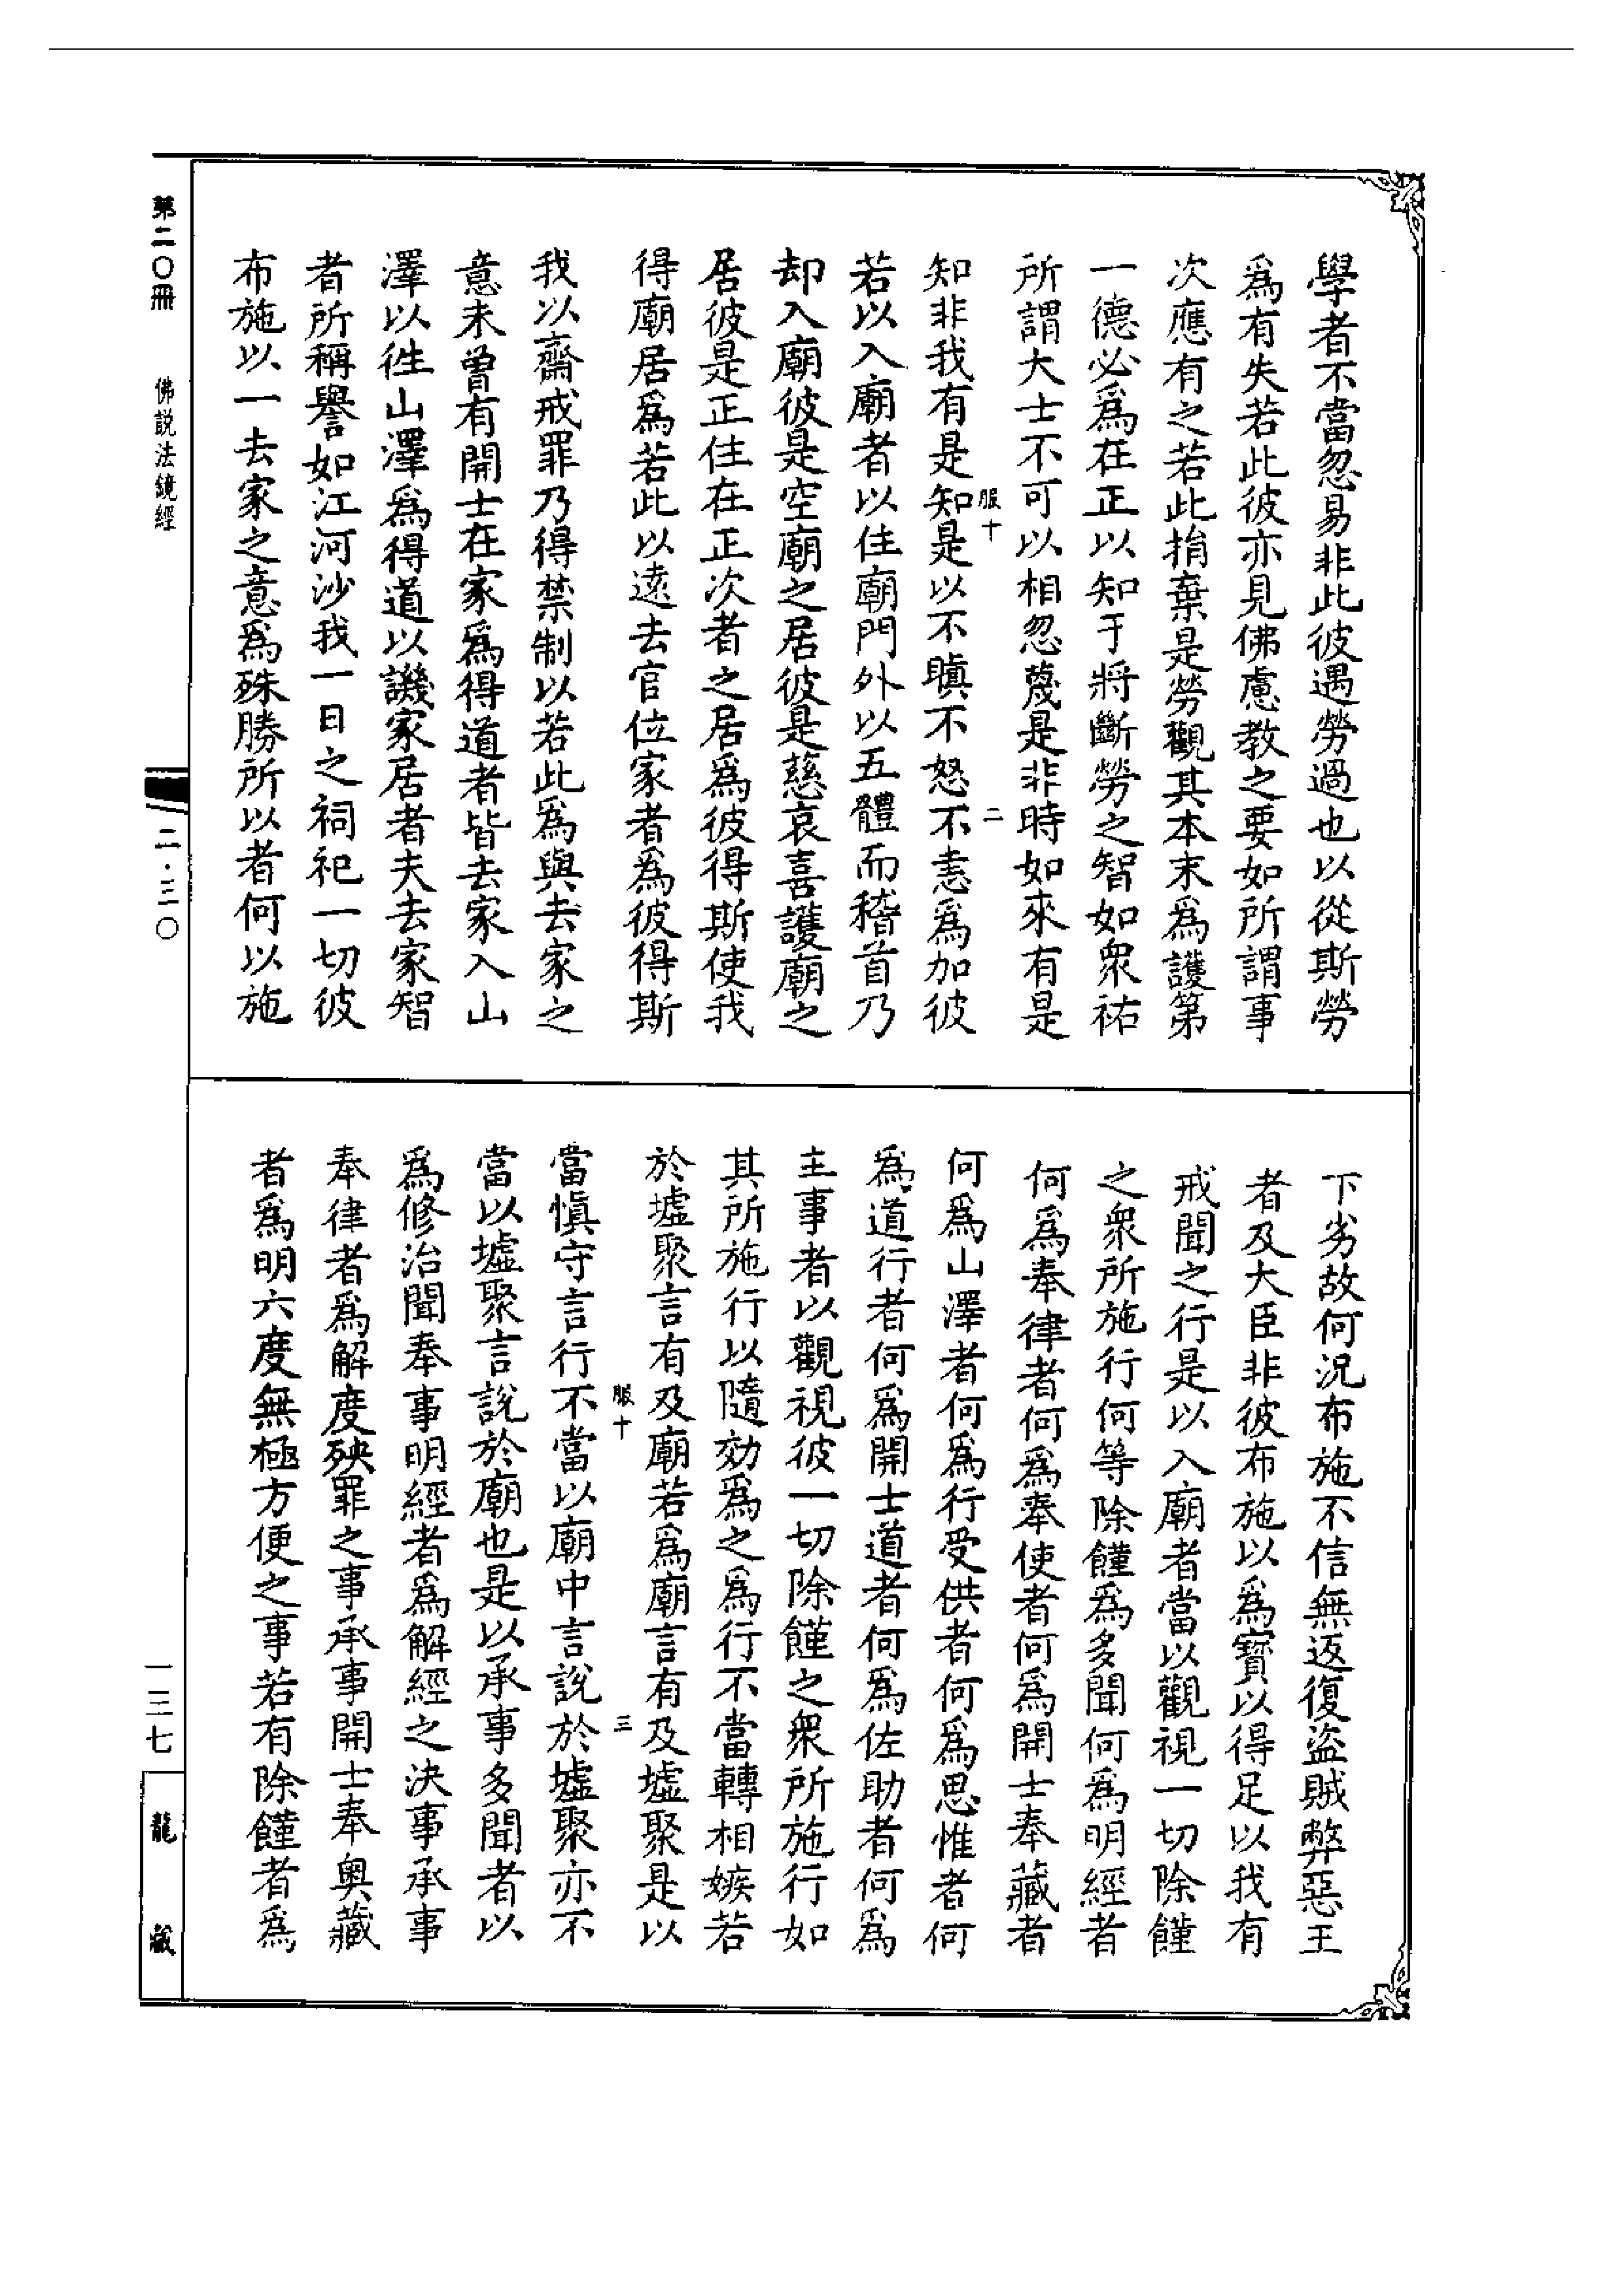 學者不當忽易非此彼遇勞過也以從斯勞
爲有失若此彼亦見佛慮教之要如所謂事
次應有之若此捐棄是勞觀其本末爲護第
一德必爲在正以知于將斷勞之智如衆祐
所謂大士不可以相忽蔑是非時如來有是
服十 二
知非我有是知是以不瞋不怒不恚爲加彼
若以入廟者以住廟門外以五體而稽首乃
却入廟彼是空廟之居彼是慈哀喜護廟之
居彼是正住在正次者之居爲彼得斯使我
得廟居爲若此以遠去官位家者爲彼得斯
我以齋戒罪乃得禁制以若此爲與去家之
意未曾有開士在家爲得道者皆去家入山
澤以徃山澤爲得道以譏家居者夫去家智
者所稱譽如江河沙我一日之祠祀一切彼
布施以一去家之意爲殊勝所以者何以施
下劣故何況布施不信無返復盜賊弊惡王
者及大臣非彼布施以爲寶以得足以我有
戒聞之行是以入廟者當以觀視一切除饉
之衆所施行何等除饉爲多聞何爲明經者
何爲奉律者何爲奉使者何爲開士奉藏者
何爲山澤者何爲行受供者何爲思惟者何
爲道行者何爲開士道者何爲佐助者何爲
主事者以觀視彼一切除饉之衆所施行如
其所施行以隨効爲之爲行不當轉相嫉若
於墟聚言有及廟若爲廟言有及墟聚是以
服十 三
當愼守言行不當以廟中言說於墟聚亦不
當以墟聚言說於廟也是以承事多聞者以
爲修治聞奉事明經者爲解經之決事承事
奉律者爲解度殃罪之事承事開士奉奧藏
者爲明六度無極方便之事若有除饉者爲
第二〇冊 佛説法鏡經
二·三〇
一三七
龍藏